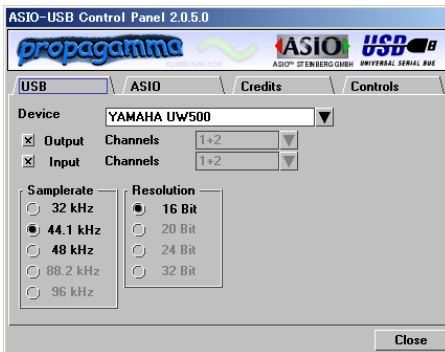 ASIO-USB Control Panel 2.0.5.0
propagamma
ASIO
ASIO™ STEINBERG GMBH
USB
UNIVERSAL SERIAL BUS
USB ASIO Credits Controls
Device YAMAHA UW500
Output Channels 1+2
Input Channels 1+2
Samplerate Resolution
32 kHz 16 Bit
44.1 kHz 20 Bit
48 kHz 24 Bit
88.2 kHz 32 Bit
96 kHz
Close